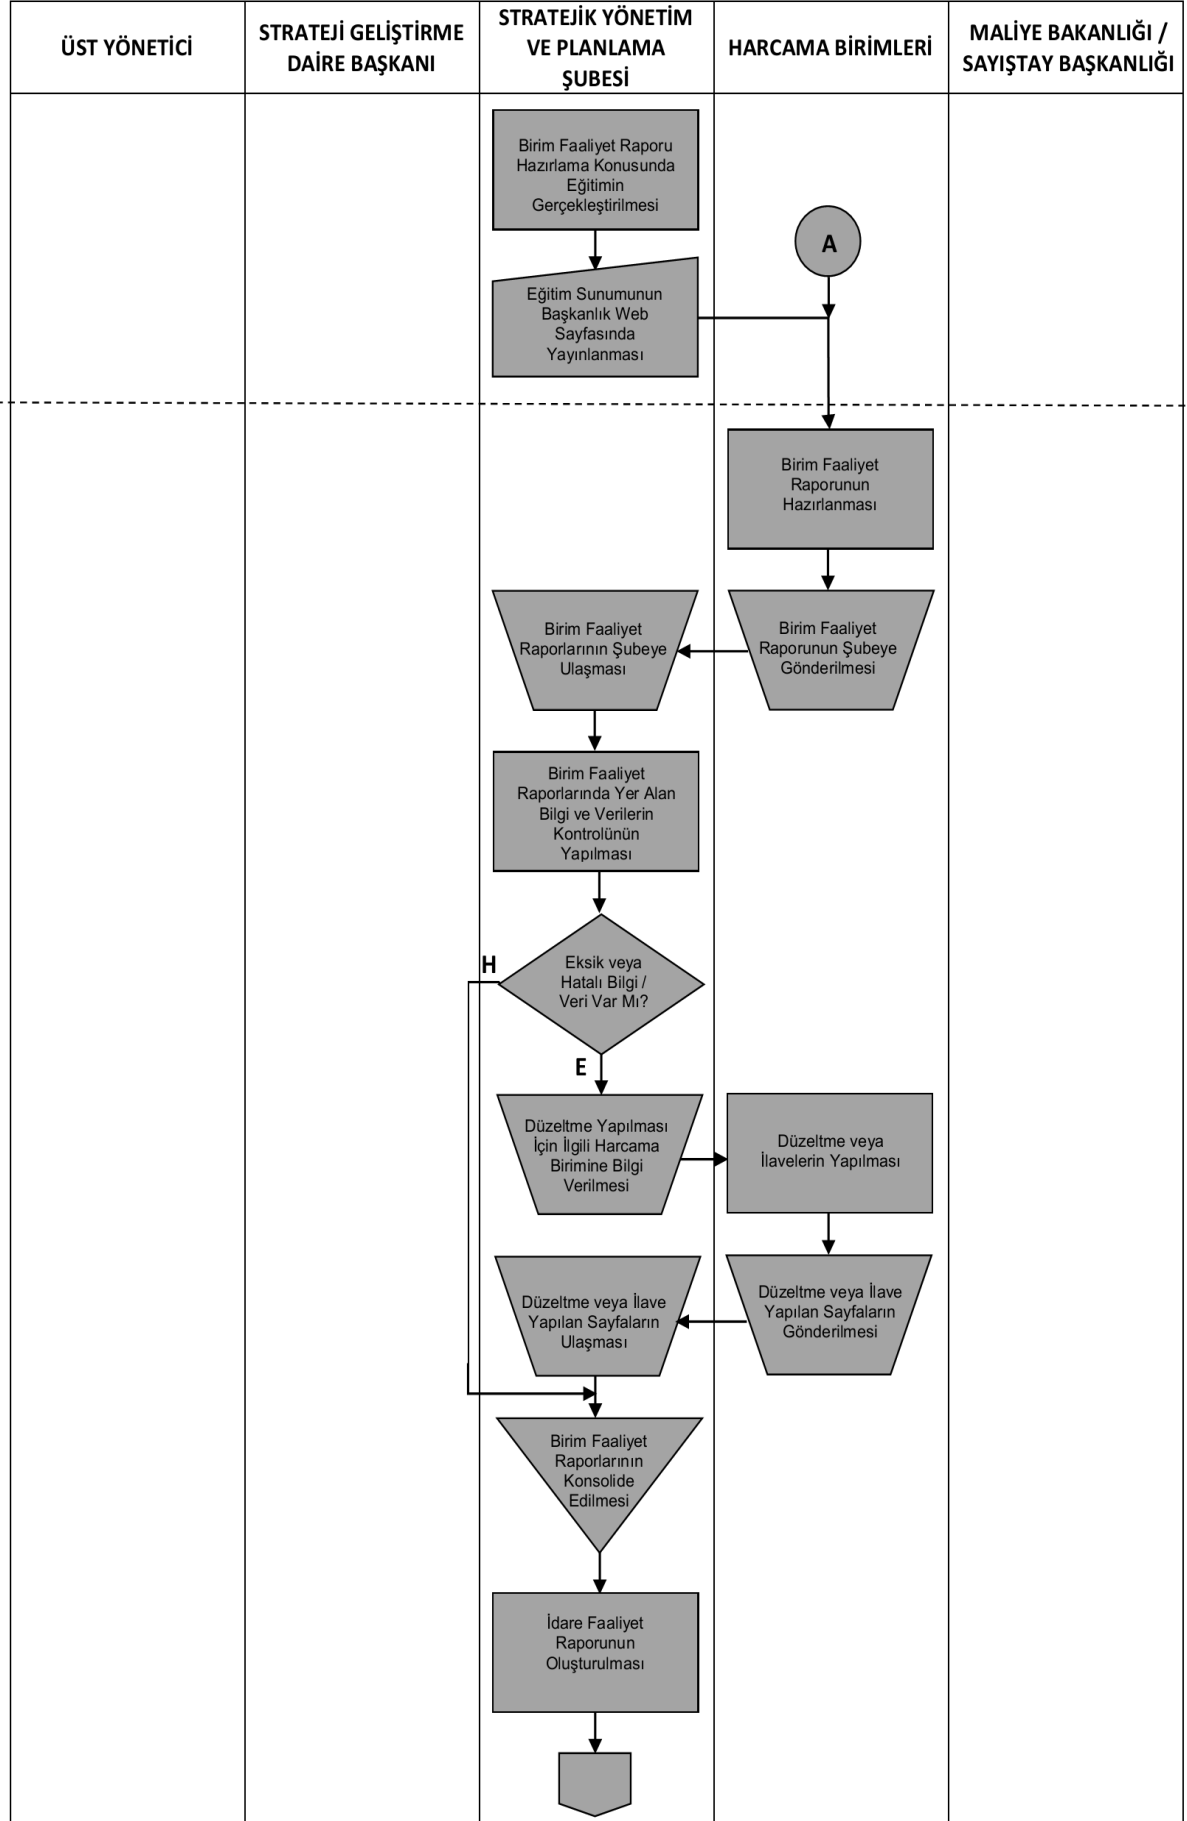 ÜST YÖNETİCİ
STRATEJİ GELİŞTİRME
DAİRE BAŞKANI
STRATEJİK YÖNETİM
VE PLANLAMA
ŞUBESİ
HARCAMA BİRİMLERİ
MALİYE BAKANLIĞI /
SAYIŞTAY BAŞKANLIĞI
Birim Faaliyet Raporu
Hazırlama Konusunda
Eğitimin
Gerçekleştirilmesi
A
Eğitim Sunumunun
Başkanlık Web
Sayfasında
Yayınlanması
Birim Faaliyet
Raporunun
Hazırlanması
Birim Faaliyet
Raporunun Şubeye
Gönderilmesi
Birim Faaliyet
Raporlarının Şubeye
Ulaşması
Birim Faaliyet
Raporlarında Yer Alan
Bilgi ve Verilerin
Kontrolünün
Yapılması
Eksik veya
Hatalı Bilgi /
Veri Var Mı?
H
E
Düzeltme Yapılması
İçin İlgili Harcama
Birimine Bilgi
Verilmesi
Düzeltme veya
İlavelerin Yapılması
Düzeltme veya İlave
Yapılan Sayfaların
Gönderilmesi
Düzeltme veya İlave
Yapılan Sayfaların
Ulaşması
Birim Faaliyet
Raporlarının
Konsolide
Edilmesi
İdare Faaliyet
Raporunun
Oluşturulması